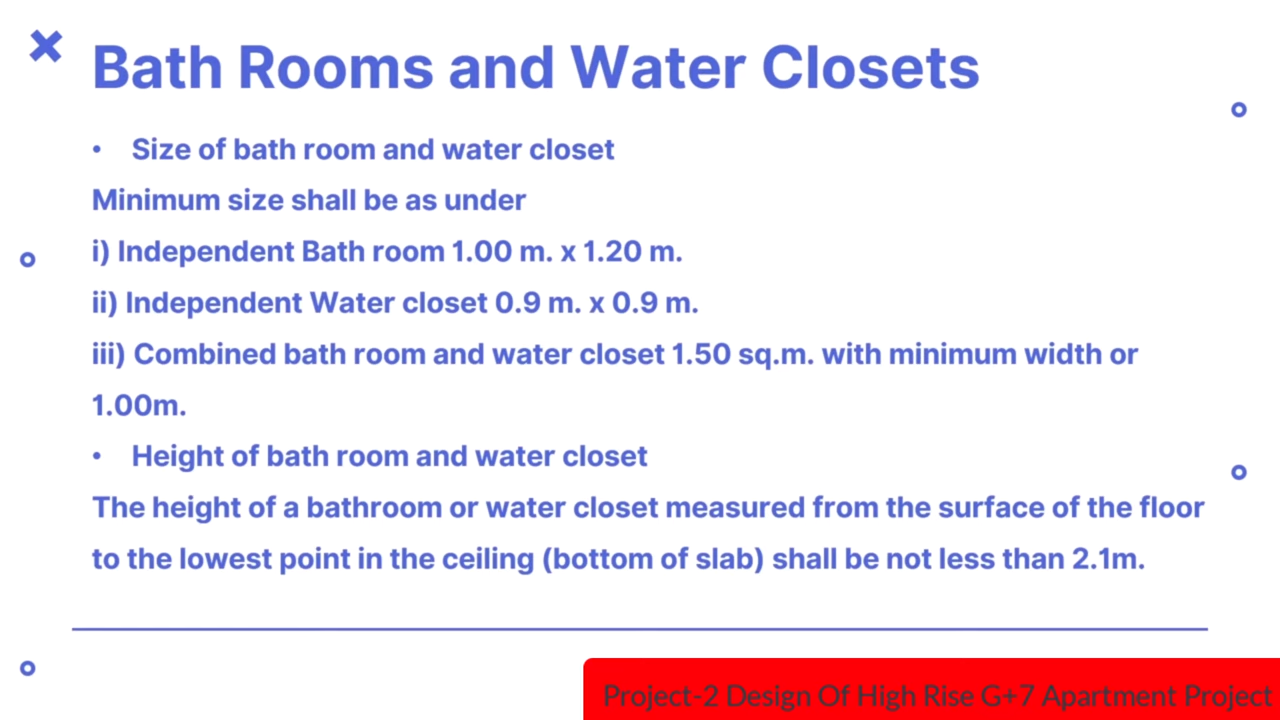 Bath Rooms and Water Closets
• Size of bath room and water closet
Minimum size shall be as under
i) Independent Bath room 1.00 m. x 1.20 m.
ii) Independent Water closet 0.9 m. x 0.9 m.
iii) Combined bath room and water closet 1.50 sq.m. with minimum width or
1.00m.
• Height of bath room and water closet
The height of a bathroom or water closet measured from the surface of the floor
to the lowest point in the ceiling (bottom of slab) shall be not less than 2.1m.
Project-2 Design Of High Rise G+7 Apartment Project